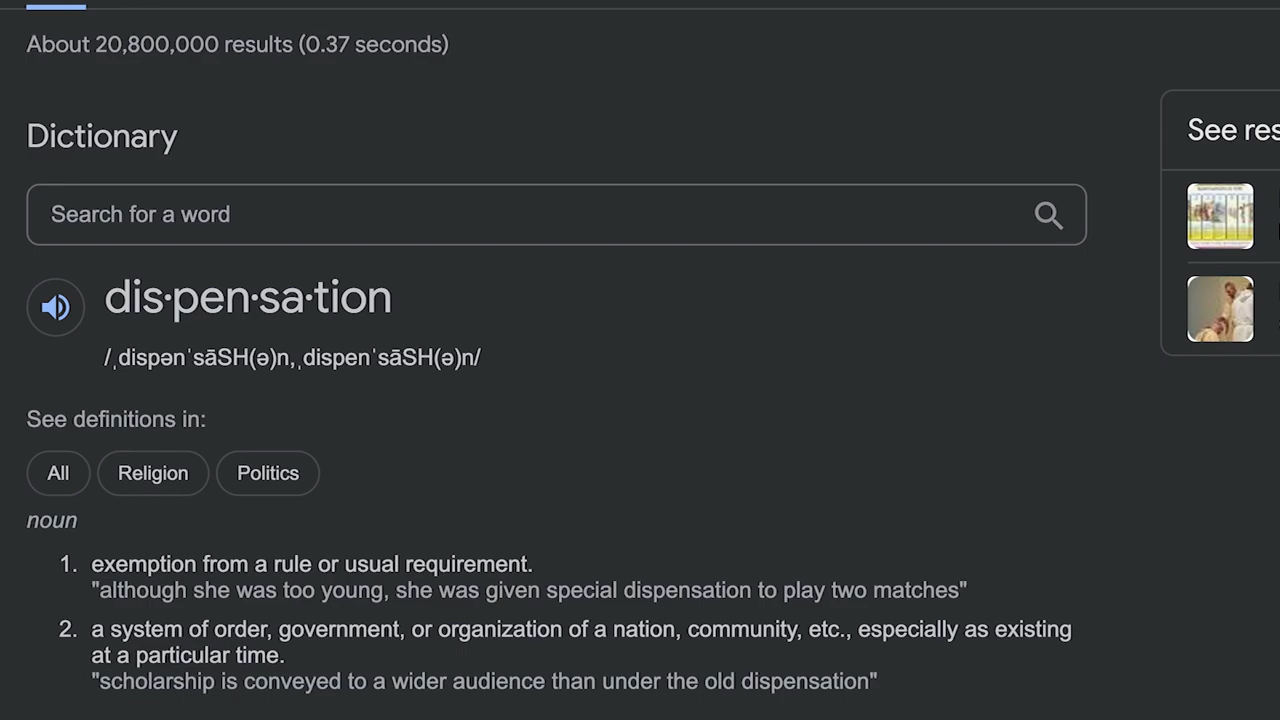 About 20,800,000 results (0.37 seconds)
Dictionary
See res
Search for a word
dis·pen·sa·tion
/ˌdispənˈsāSH(ə)n,ˌdispenˈsāSH(ə)n/
See definitions in:
All
Religion
Politics
noun
1. exemption from a rule or usual requirement.
"although she was too young, she was given special dispensation to play two matches"
2. a system of order, government, or organization of a nation, community, etc., especially as existing
at a particular time.
"scholarship is conveyed to a wider audience than under the old dispensation"